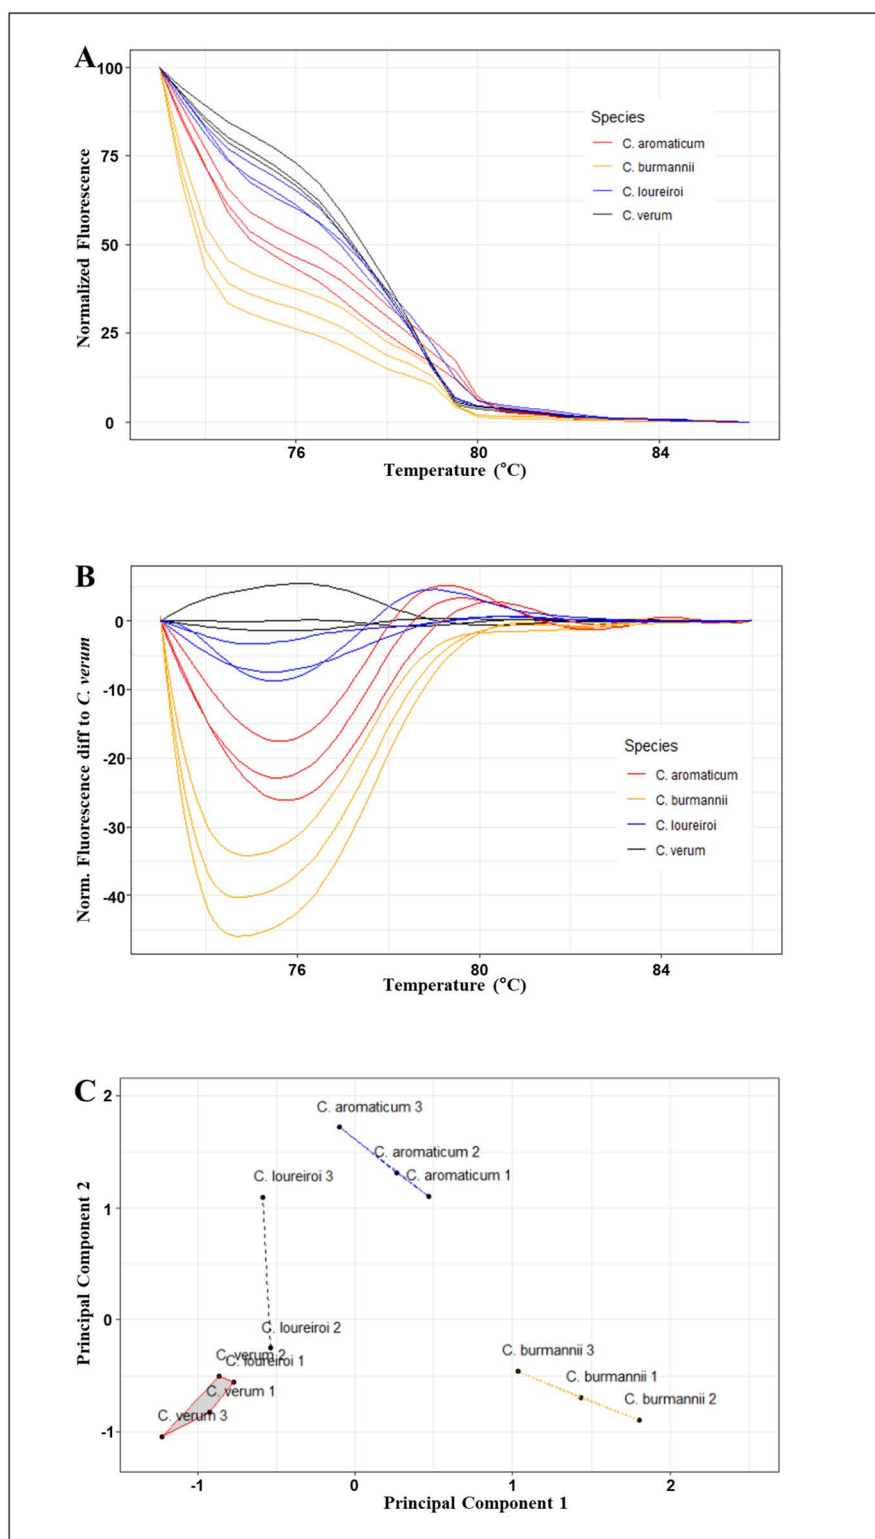 A
100
75
50
25
0
Normalized Fluorescence
Species
C. aromaticum
C. burmannii
C. loureiroi
C. verum
76
80
84
Temperature (°C)
B
0
-10
-20
-30
-40
Norm. Fluorescence diff to C. verum
Species
C. aromaticum
C. burmannii
C. loureiroi
C. verum
76
80
84
Temperature (°C)
C
2
1
0
-1
Principal Component 2
C. aromaticum 3
C. aromaticum 2
C. aromaticum 1
C. loureiroi 3
C. loureiroi 2
C. verum 2
C. loureiroi 1
C. verum 1
C. verum 3
C. burmannii 3
C. burmannii 1
C. burmannii 2
-1
0
1
2
Principal Component 1